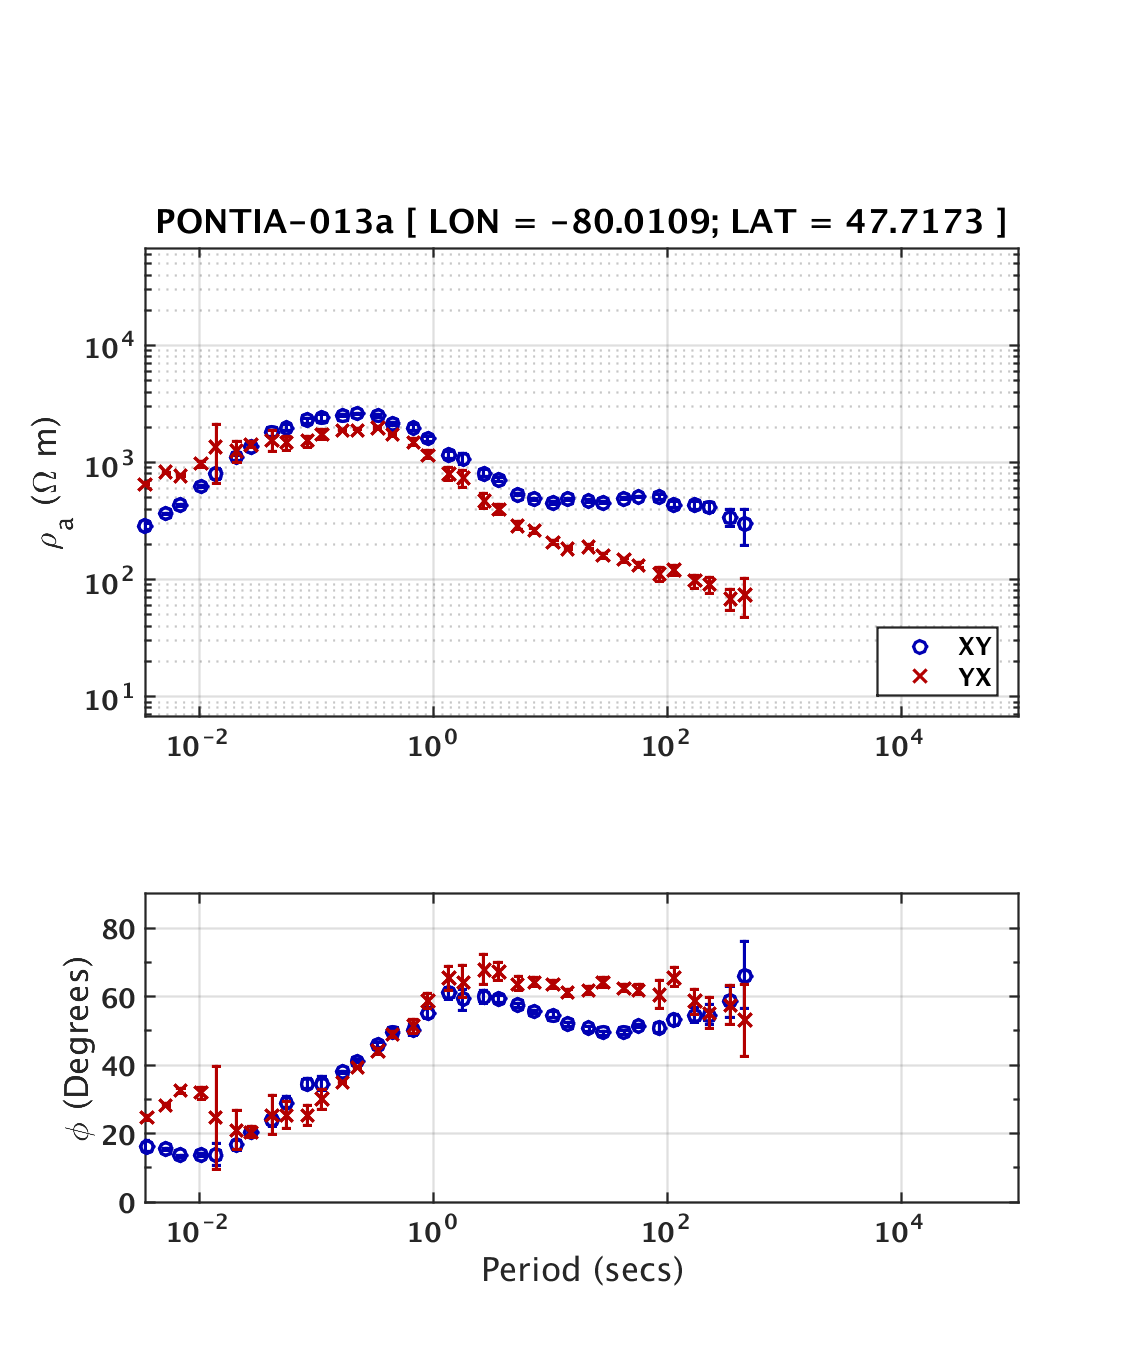 PONTIA-013a [ LON = -80.0109; LAT = 47.7173 ]
10^4
10^3
10^2
10^1
ρ_a (Ω m)
XY
YX
10^-2 10^0 10^2 10^4
80
60
40
20
0
ϕ (Degrees)
10^-2 10^0 10^2 10^4
Period (secs)